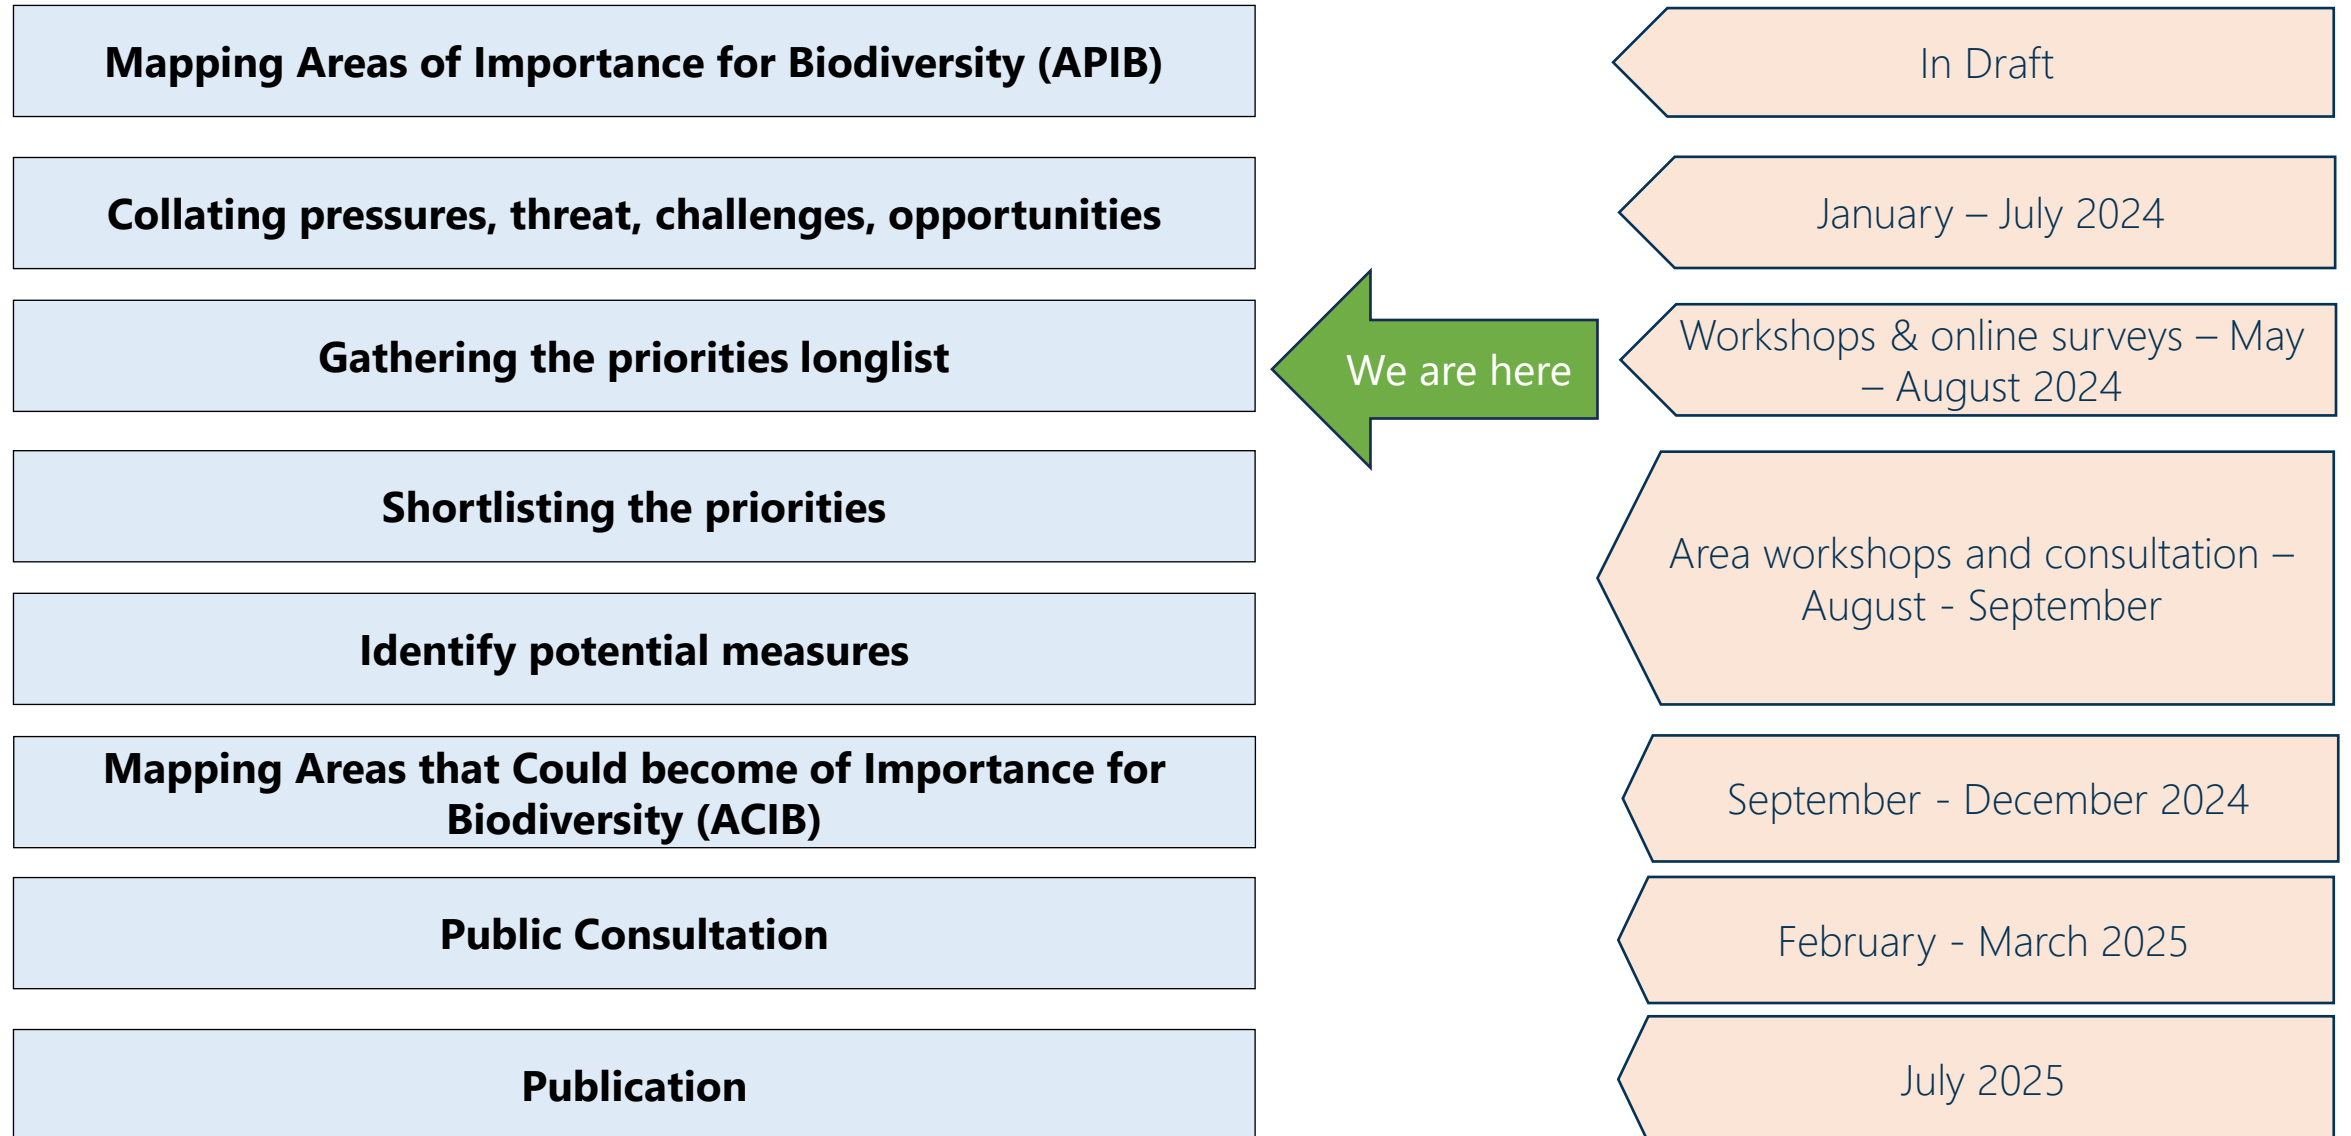 Mapping Areas of Importance for Biodiversity (APIB)
In Draft
Collating pressures, threat, challenges, opportunities
January – July 2024
Gathering the priorities longlist
We are here
Workshops & online surveys – May
– August 2024
Shortlisting the priorities
Area workshops and consultation –
August - September
Identify potential measures
Mapping Areas that Could become of Importance for
Biodiversity (ACIB)
September - December 2024
Public Consultation
February - March 2025
Publication
July 2025